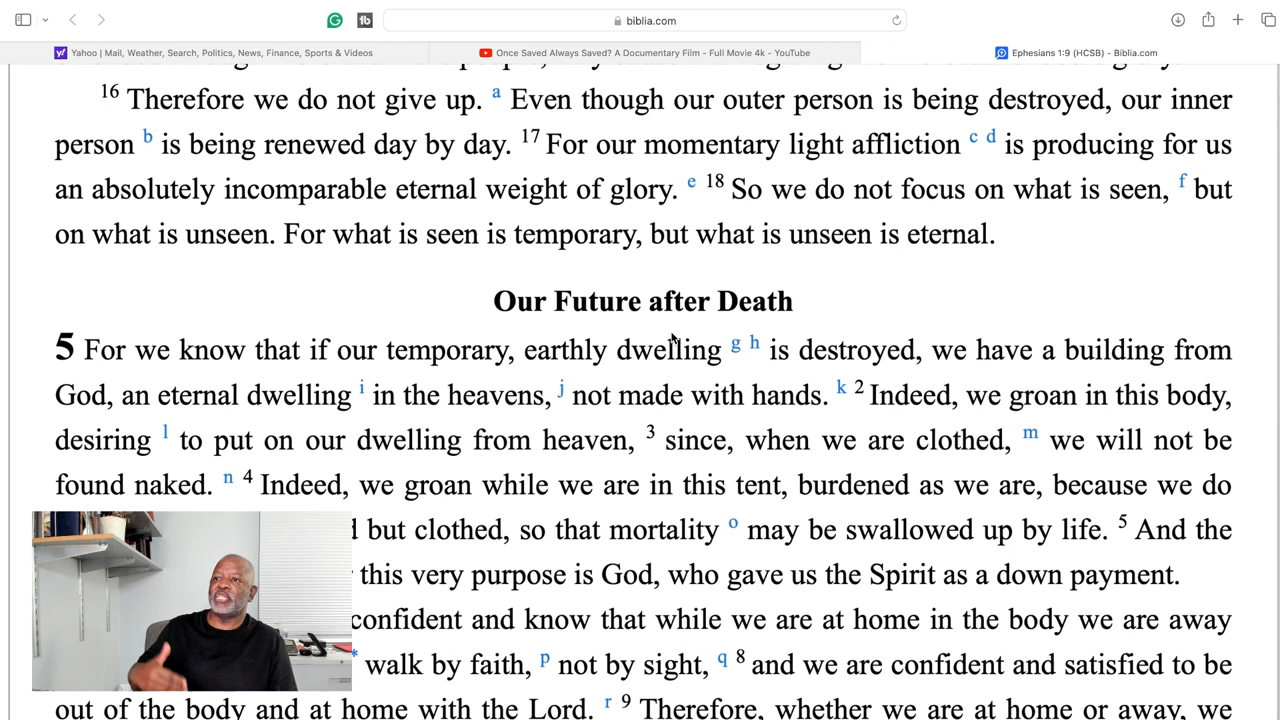 biblia.com
Yahoo | Mail, Weather, Search, Politics, News, Finance, Sports & Videos
Once Saved Always Saved? A Documentary Film - Full Movie 4k - YouTube
Ephesians 1:9 (HCSB) - Biblia.com
16 Therefore we do not give up. a Even though our outer person is being destroyed, our inner
person b is being renewed day by day. 17 For our momentary light affliction c d is producing for us
an absolutely incomparable eternal weight of glory. e 18 So we do not focus on what is seen, f but
on what is unseen. For what is seen is temporary, but what is unseen is eternal.
Our Future after Death
5 For we know that if our temporary, earthly dwelling g h is destroyed, we have a building from
God, an eternal dwelling i in the heavens, j not made with hands. k 2 Indeed, we groan in this body,
desiring l to put on our dwelling from heaven, 3 since, when we are clothed, m we will not be
found naked. n 4 Indeed, we groan while we are in this tent, burdened as we are, because we do
but clothed, so that mortality o may be swallowed up by life. 5 And the
this very purpose is God, who gave us the Spirit as a down payment.
confident and know that while we are at home in the body we are away
* walk by faith, p not by sight, q 8 and we are confident and satisfied to be
out of the body and at home with the Lord. r 9 Therefore, whether we are at home or away, we